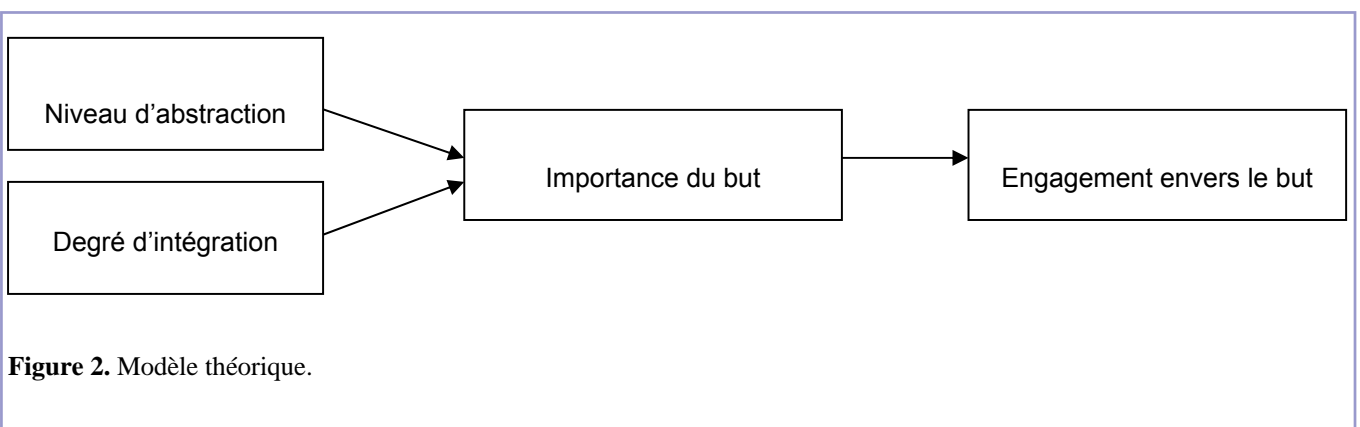 Niveau d'abstraction
Degré d'intégration
Importance du but
Engagement envers le but
Figure 2. Modèle théorique.